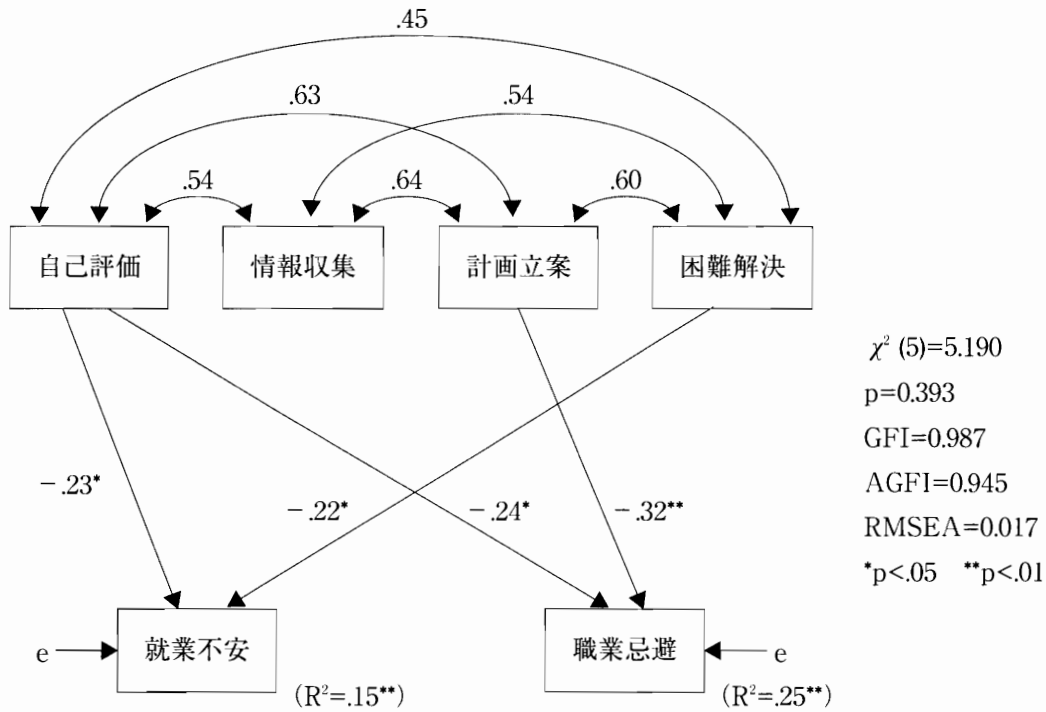 .45
.63
.54
.54
.64
.60
自己評価
情報収集
計画立案
困難解決
χ² (5)=5.190
p=0.393
GFI=0.987
AGFI=0.945
RMSEA=0.017
*p<.05 **p<.01
−.23*
−.22*
−.24*
−.32**
e
就業不安
職業忌避
e
(R²=.15**)
(R²=.25**)